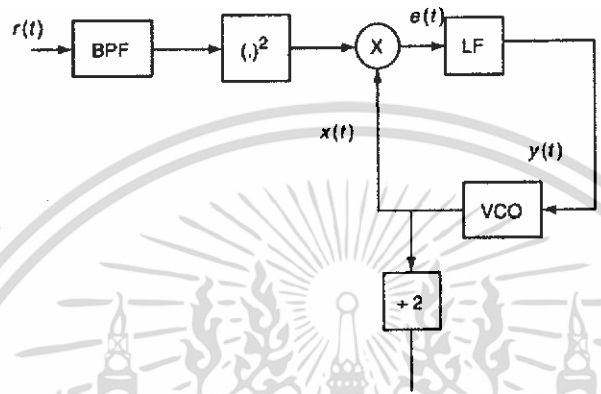 r(t)
BPF
(.)²
X
e(t)
LF
x(t)
y(t)
VCO
÷ 2